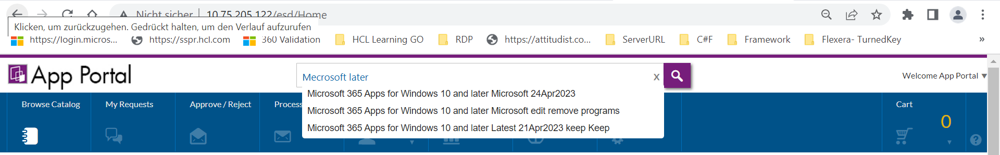 Nicht sicher | 10.75.205.122/esd/Home
Klicken, um zurückzugehen. Gedrückt halten, um den Verlauf aufzurufen
https://login.micros... https://sspr.hcl.com 360 Validation HCL Learning GO RDP https://attitudist.co... ServerURL C#F Framework Flexera- TurnedKey »
App Portal
Mecrosoft later x
Welcome App Portal
Microsoft 365 Apps for Windows 10 and later Microsoft 24Apr2023
Microsoft 365 Apps for Windows 10 and later Microsoft edit remove programs
Microsoft 365 Apps for Windows 10 and later Latest 21Apr2023 keep Keep
Browse Catalog My Requests Approve / Reject Process Cart
0
?